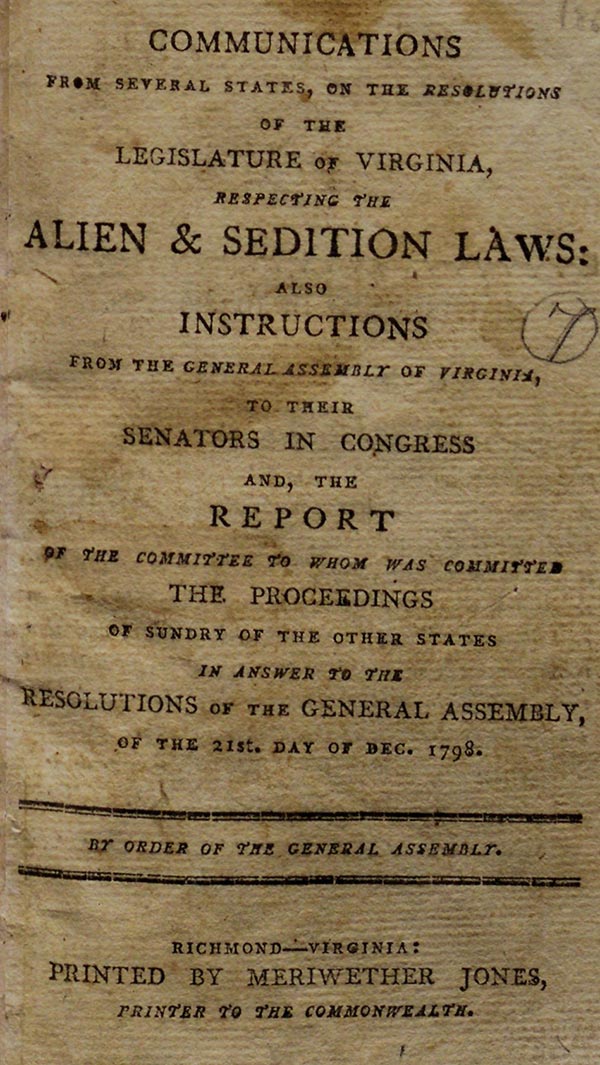 COMMUNICATIONS
FROM SEVERAL STATES, ON THE RESOLUTIONS
OF THE
LEGISLATURE OF VIRGINIA,
RESPECTING THE
ALIEN & SEDITION LAWS:
ALSO
INSTRUCTIONS
7
FROM THE GENERAL ASSEMBLY OF VIRGINIA,
TO THEIR
SENATORS IN CONGRESS
AND, THE
REPORT
OF THE COMMITTEE TO WHOM WAS COMMITTED
THE PROCEEDINGS
OF SUNDRY OF THE OTHER STATES
IN ANSWER TO THE
RESOLUTIONS OF THE GENERAL ASSEMBLY,
OF THE 21st. DAY OF DEC. 1798.
BY ORDER OF THE GENERAL ASSEMBLY.
RICHMOND—VIRGINIA:
PRINTED BY MERIWETHER JONES,
PRINTER TO THE COMMONWEALTH.